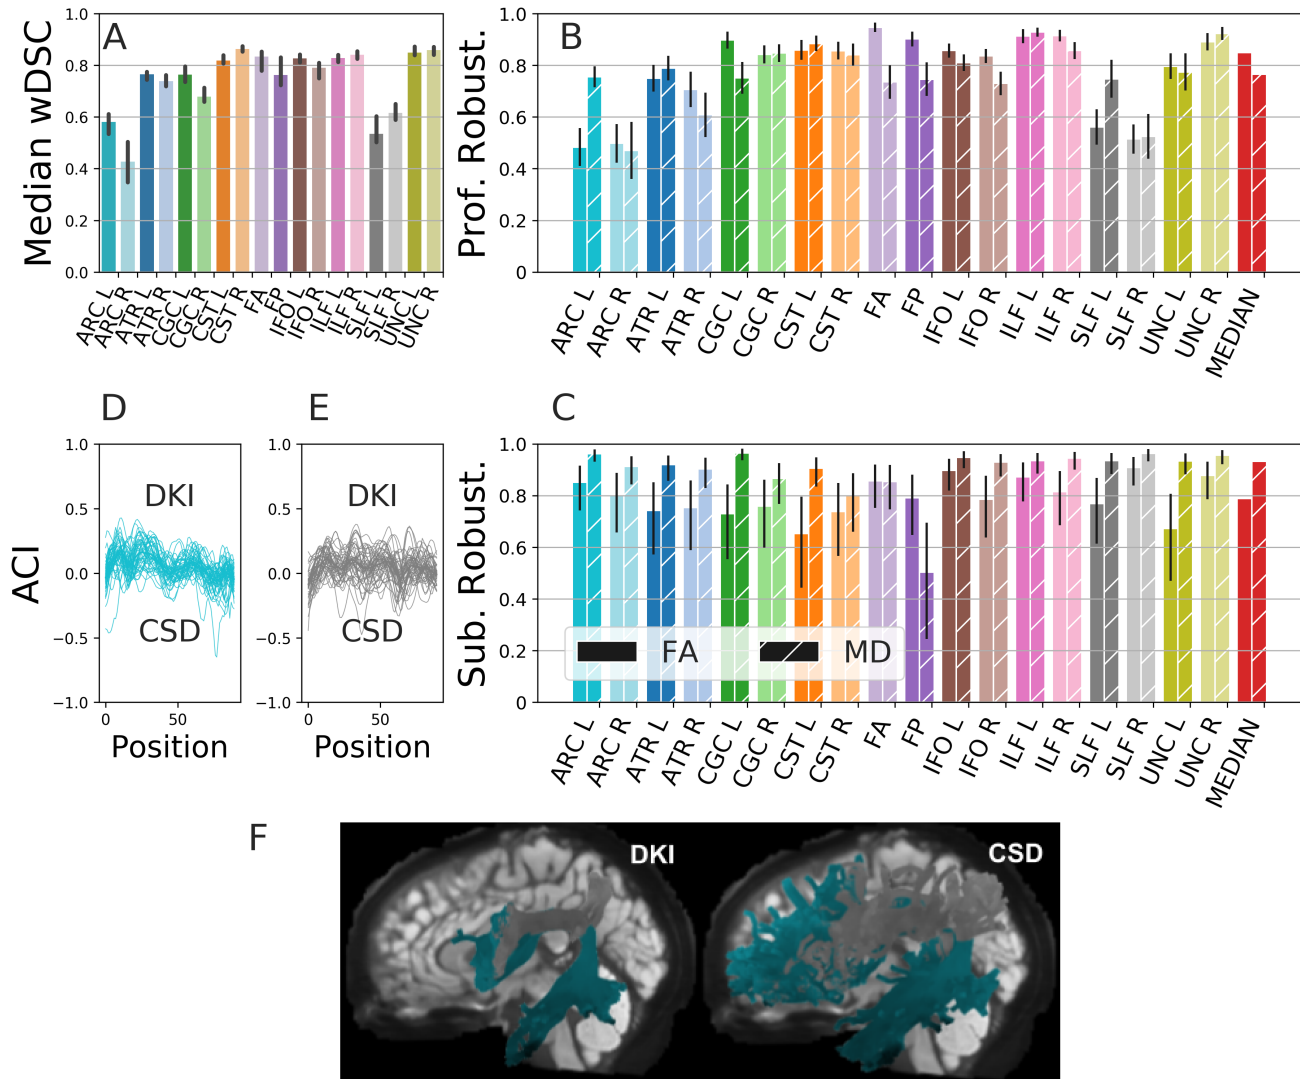 A
Median wDSC
1.0
0.8
0.6
0.4
0.2
0.0
ARC L
ARC R
ATR L
ATR R
CGC L
CGC R
CST L
CST R
FA
FP
IFO L
IFO R
ILF L
ILF R
SLF L
SLF R
UNC L
UNC R
B
Prof. Robust.
1.0
0.8
0.6
0.4
0.2
0
ARC L
ARC R
ATR L
ATR R
CGC L
CGC R
CST L
CST R
FA
FP
IFO L
IFO R
ILF L
ILF R
SLF L
SLF R
UNC L
UNC R
MEDIAN
D
ACI
1.0
0.5
0.0
−0.5
−1.0
DKI
CSD
0
50
Position
E
1.0
0.5
0.0
−0.5
−1.0
DKI
CSD
0
50
Position
C
Sub. Robust.
1.0
0.8
0.6
0.4
0.2
0
FA
MD
ARC L
ARC R
ATR L
ATR R
CGC L
CGC R
CST L
CST R
FA
FP
IFO L
IFO R
ILF L
ILF R
SLF L
SLF R
UNC L
UNC R
MEDIAN
F
DKI
CSD